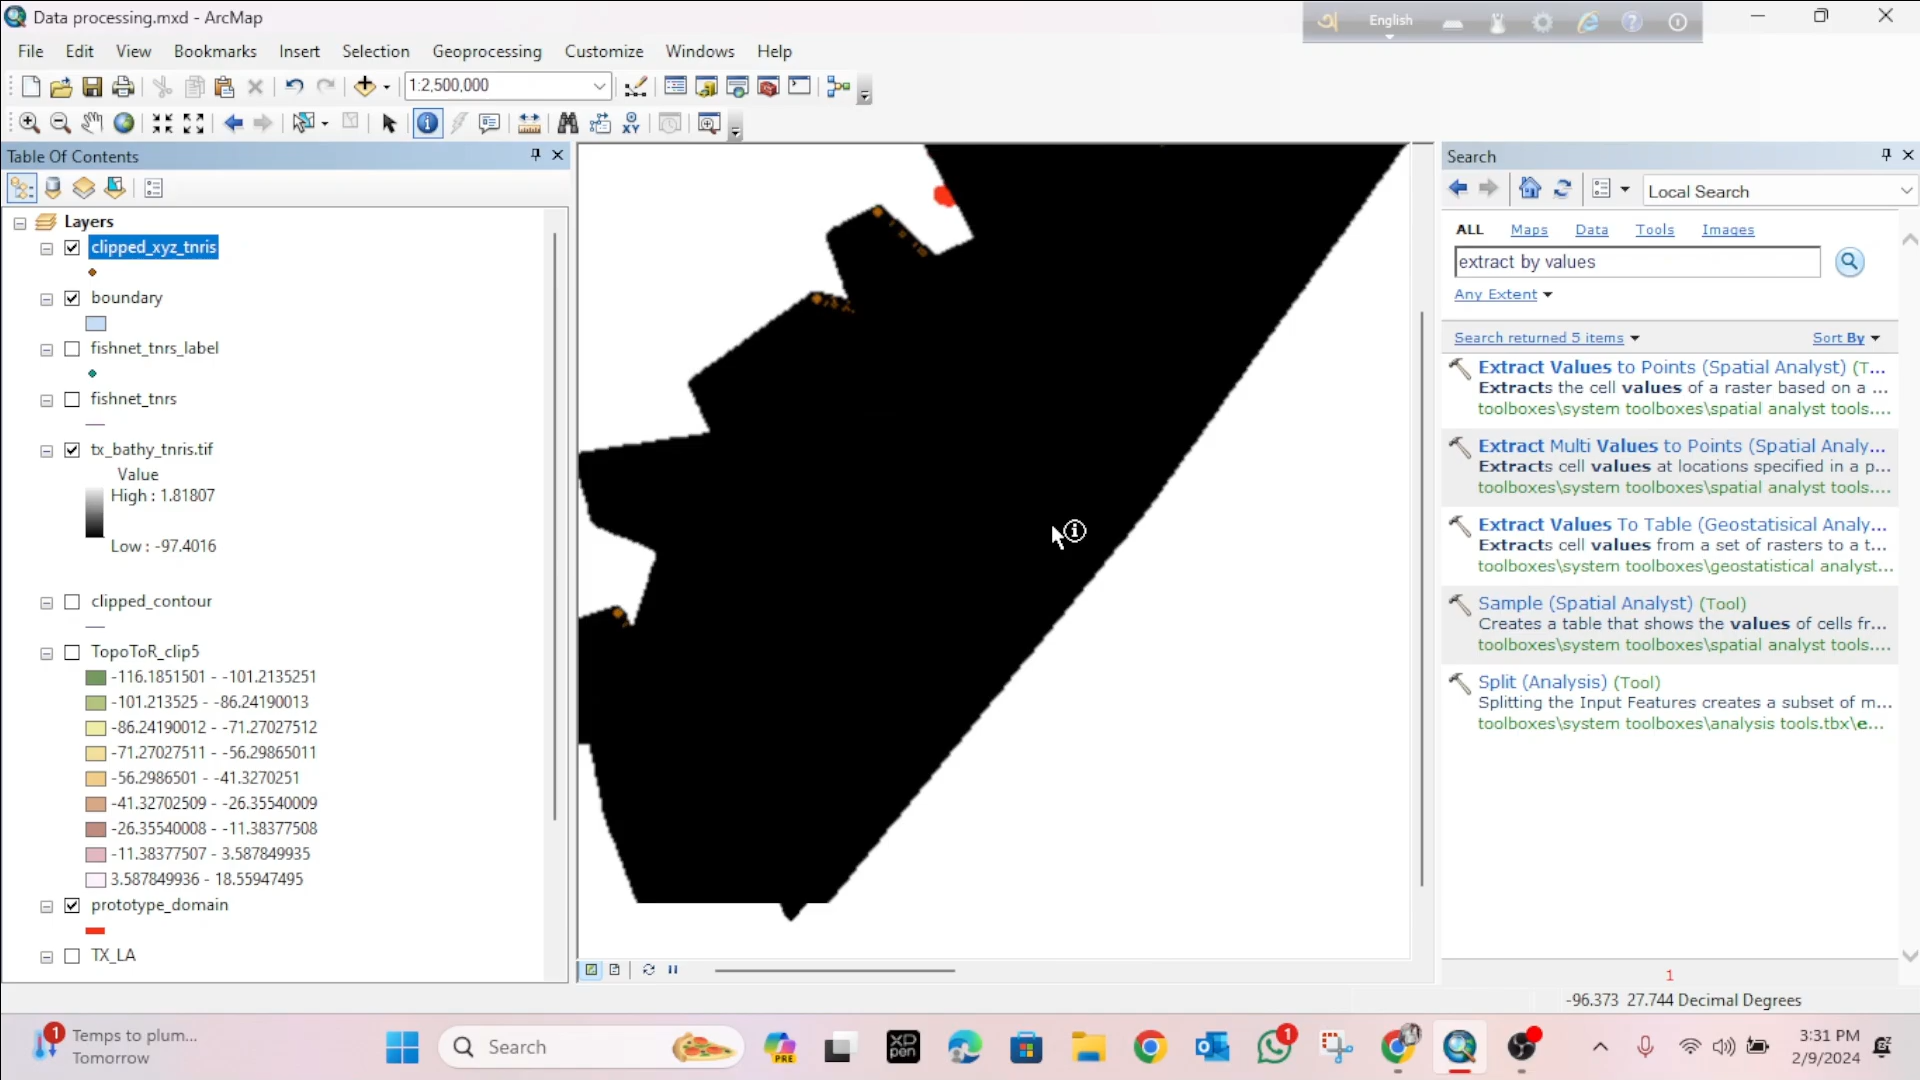 Data processing.mxd - ArcMap
English
File Edit View Bookmarks Insert Selection Geoprocessing Customize Windows Help
1:2,500,000
XY
Table Of Contents
Layers
clipped_xyz_tnris
boundary
fishnet_tnrs_label
fishnet_tnrs
tx_bathy_tnris.tif
Value
High : 1.81807
Low : -97.4016
clipped_contour
TopoToR_clip5
-116.1851501 - -101.2135251
-101.213525 - -86.24190013
-86.24190012 - -71.27027512
-71.27027511 - -56.29865011
-56.2986501 - -41.3270251
-41.32702509 - -26.35540009
-26.35540008 - -11.38377508
-11.38377507 - 3.587849935
3.587849936 - 18.55947495
prototype_domain
TX_LA
Search
Local Search
ALL Maps Data Tools Images
extract by values
Any Extent
Search returned 5 items Sort By
Extract Values to Points (Spatial Analyst) (T...
Extracts the cell values of a raster based on a ...
toolboxes\system toolboxes\spatial analyst tools....
Extract Multi Values to Points (Spatial Analy...
Extracts cell values at locations specified in a p...
toolboxes\system toolboxes\spatial analyst tools....
Extract Values To Table (Geostatisical Analy...
Extracts cell values from a set of rasters to a t...
toolboxes\system toolboxes\geostatistical analyst...
Sample (Spatial Analyst) (Tool)
Creates a table that shows the values of cells fr...
toolboxes\system toolboxes\spatial analyst tools....
Split (Analysis) (Tool)
Splitting the Input Features creates a subset of m...
toolboxes\system toolboxes\analysis tools.tbx\e...
1
-96.373 27.744 Decimal Degrees
1
Temps to plum...
Tomorrow
Search
PRE
XP
pen
1
3:31 PM
2/9/2024